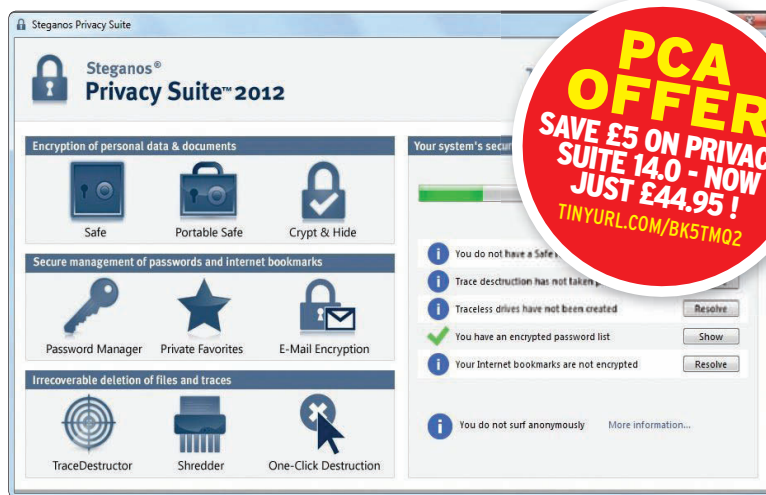 Steganos Privacy Suite
Steganos®
Privacy Suite™ 2012
PCA
OFFER
SAVE £5 ON PRIVAC
SUITE 14.0 - NOW
JUST £44.95 !
TINYURL.COM/BK5TMQ2
Encryption of personal data & documents
Safe
Portable Safe
Crypt & Hide
Secure management of passwords and internet bookmarks
Password Manager
Private Favorites
E-Mail Encryption
Irrecoverable deletion of files and traces
TraceDestructor
Shredder
One-Click Destruction
Your system's secu
You do not have a Safe
Trace desctruction has not taken
Traceless drives have not been created
Resolve
You have an encrypted password list
Show
Your Internet bookmarks are not encrypted
Resolve
You do not surf anonymously
More information...